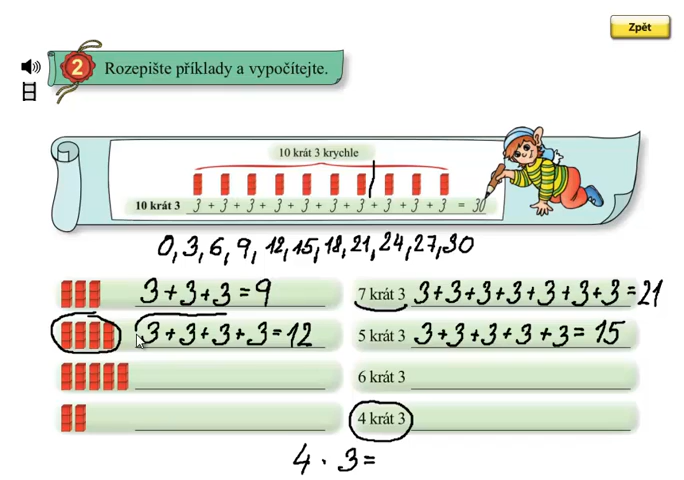 Zpět
2 Rozepište příklady a vypočítejte.
10 krát 3 krychle
10 krát 3 3 + 3 + 3 + 3 + 3 + 3 + 3 + 3 + 3 + 3 = 30
0, 3, 6, 9, 12, 15, 18, 21, 24, 27, 30
3+3+3=9 7 krát 3 3+3+3+3+3+3+3=21
3+3+3+3=12 5 krát 3 3+3+3+3+3=15
6 krát 3
4 krát 3
4 · 3 =